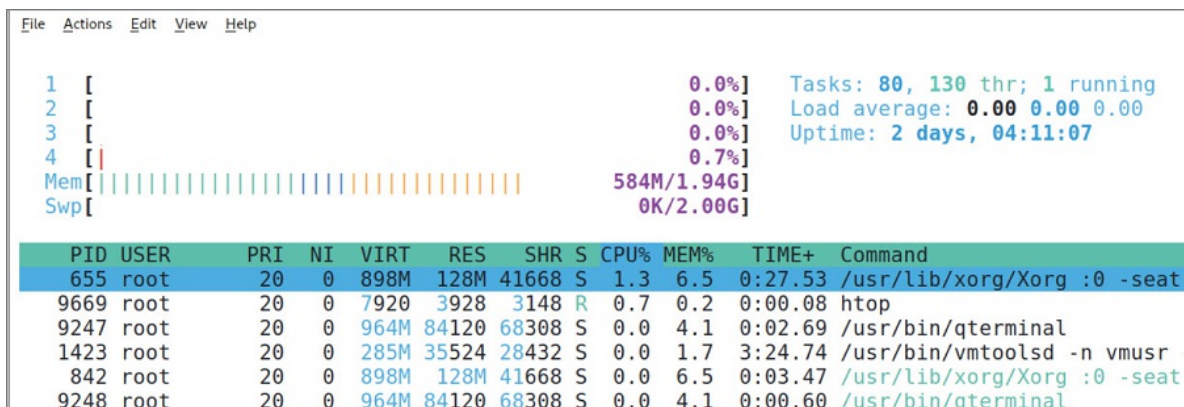 File Actions Edit View Help
1 [ 0.0%] Tasks: 80, 130 thr; 1 running
2 [ 0.0%] Load average: 0.00 0.00 0.00
3 [ 0.0%] Uptime: 2 days, 04:11:07
4 [| 0.7%]
Mem[||||||||||||||||||||||||||||||||||| 584M/1.94G]
Swp[ 0K/2.00G]
PID USER PRI NI VIRT RES SHR S CPU% MEM% TIME+ Command
655 root 20 0 898M 128M 41668 S 1.3 6.5 0:27.53 /usr/lib/xorg/Xorg :0 -seat
9669 root 20 0 7920 3928 3148 R 0.7 0.2 0:00.08 htop
9247 root 20 0 964M 84120 68308 S 0.0 4.1 0:02.69 /usr/bin/qterminal
1423 root 20 0 285M 35524 28432 S 0.0 1.7 3:24.74 /usr/bin/vmtoolsd -n vmusr
842 root 20 0 898M 128M 41668 S 0.0 6.5 0:03.47 /usr/lib/xorg/Xorg :0 -seat
9248 root 20 0 964M 84120 68308 S 0.0 4.1 0:00.60 /usr/bin/qterminal